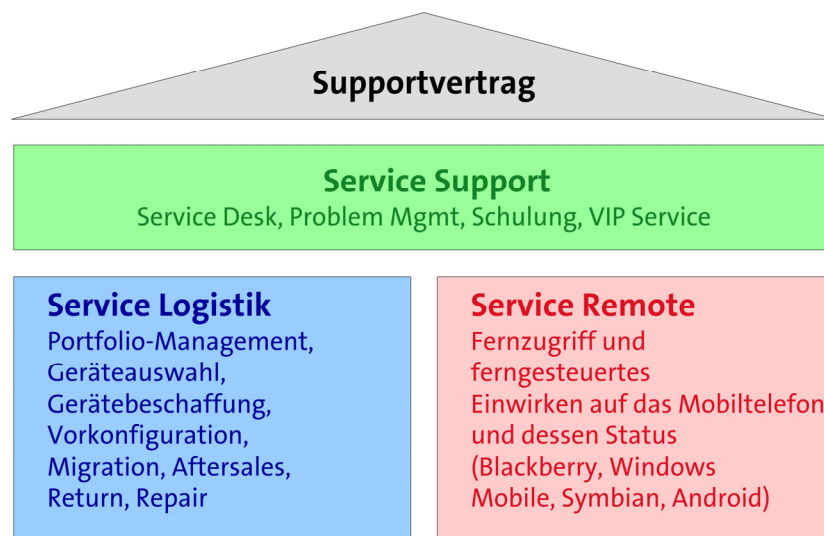 Supportvertrag
Service Support
Service Desk, Problem Mgmt, Schulung, VIP Service
Service Logistik
Portfolio-Management,
Geräteauswahl,
Gerätebeschaffung,
Vorkonfiguration,
Migration, Aftersales,
Return, Repair
Service Remote
Fernzugriff und
ferngesteuertes
Einwirken auf das Mobiltelefon
und dessen Status
(Blackberry, Windows
Mobile, Symbian, Android)